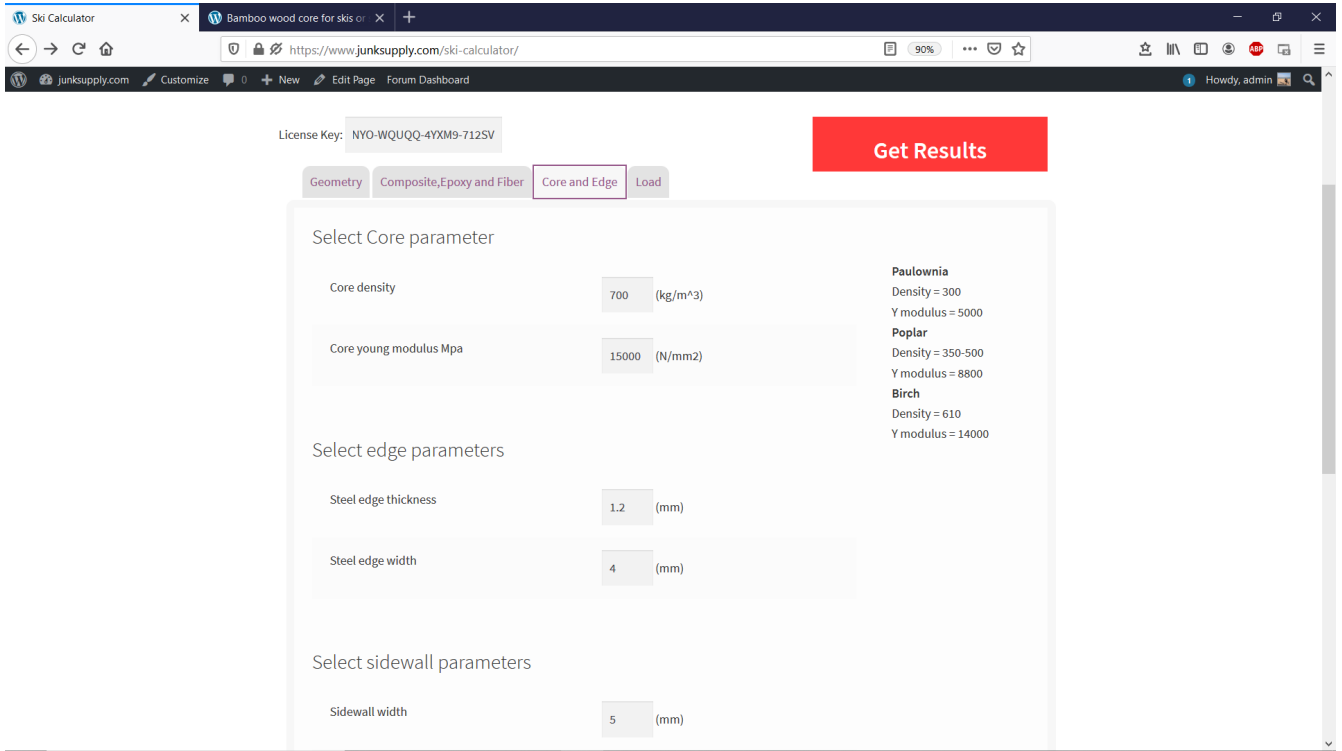 Ski Calculator
Bamboo wood core for skis or
https://www.junksupply.com/ski-calculator/
90%
ABP
junksupply.com Customize 0 New Edit Page Forum Dashboard
1 Howdy, admin
License Key: NYO-WQUQQ-4YXM9-712SV
Get Results
Geometry Composite,Epoxy and Fiber Core and Edge Load
Select Core parameter
Core density 700 (kg/m^3)
Core young modulus Mpa 15000 (N/mm2)
Paulownia
Density = 300
Y modulus = 5000
Poplar
Density = 350-500
Y modulus = 8800
Birch
Density = 610
Y modulus = 14000
Select edge parameters
Steel edge thickness 1.2 (mm)
Steel edge width 4 (mm)
Select sidewall parameters
Sidewall width 5 (mm)